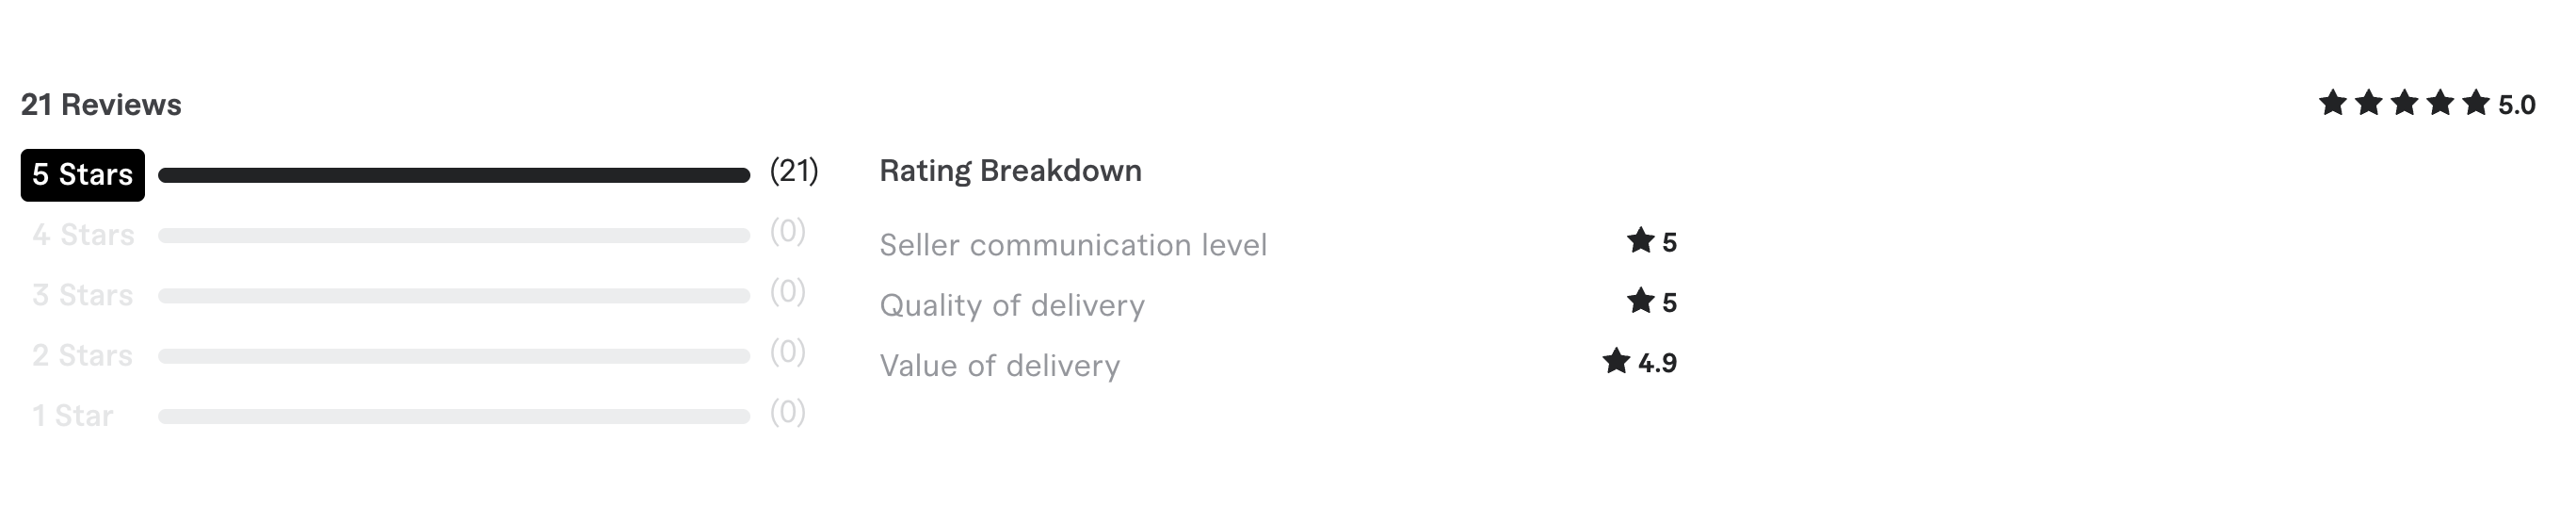 21 Reviews
5.0
5 Stars (21)
4 Stars (0)
3 Stars (0)
2 Stars (0)
1 Star (0)
Rating Breakdown
Seller communication level 5
Quality of delivery 5
Value of delivery 4.9